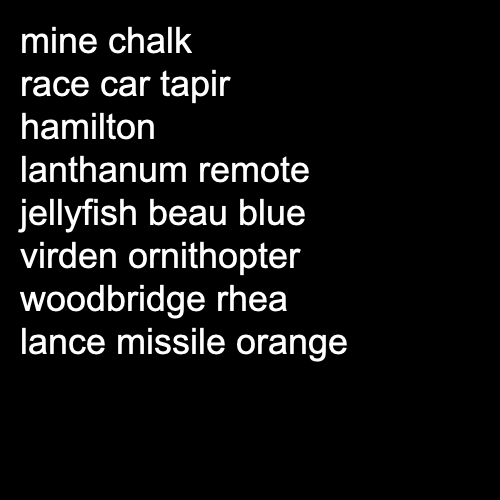 mine chalk
race car tapir
hamilton
lanthanum remote
jellyfish beau blue
virden ornithopter
woodbridge rhea
lance missile orange